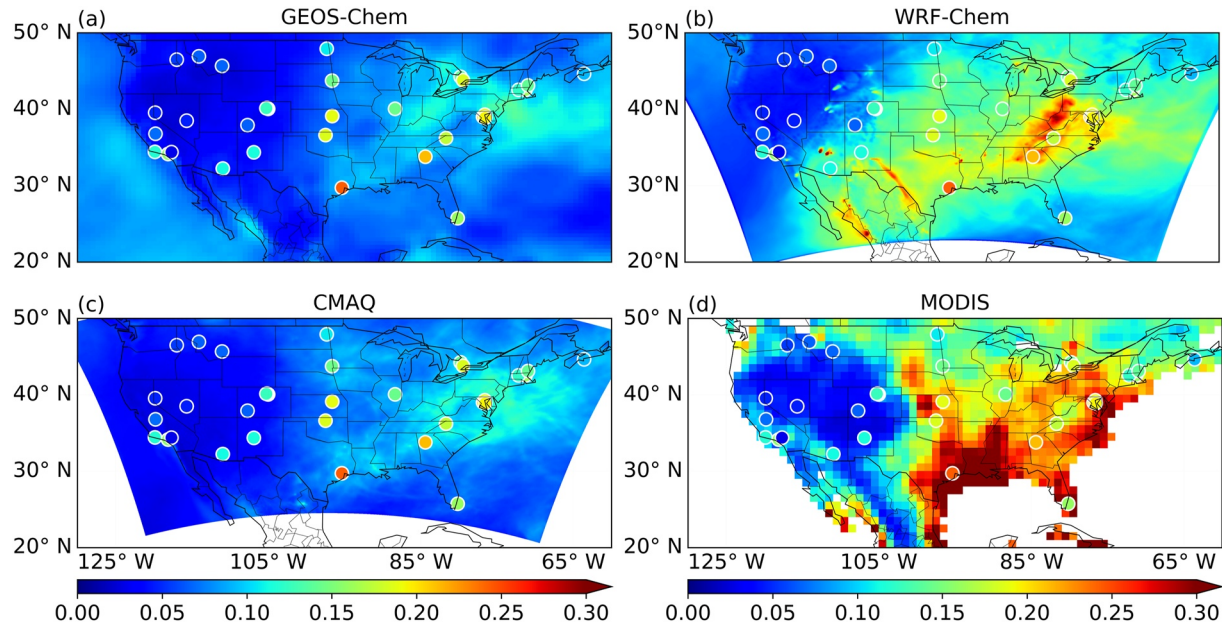 (a) GEOS-Chem
(b) WRF-Chem
50° N
40° N
30° N
20° N
50° N
40° N
30° N
20° N
(c) CMAQ
(d) MODIS
50° N
40° N
30° N
20° N
50° N
40° N
30° N
20° N
125° W 105° W 85° W 65° W
125° W 105° W 85° W 65° W
0.00 0.05 0.10 0.15 0.20 0.25 0.30
0.00 0.05 0.10 0.15 0.20 0.25 0.30